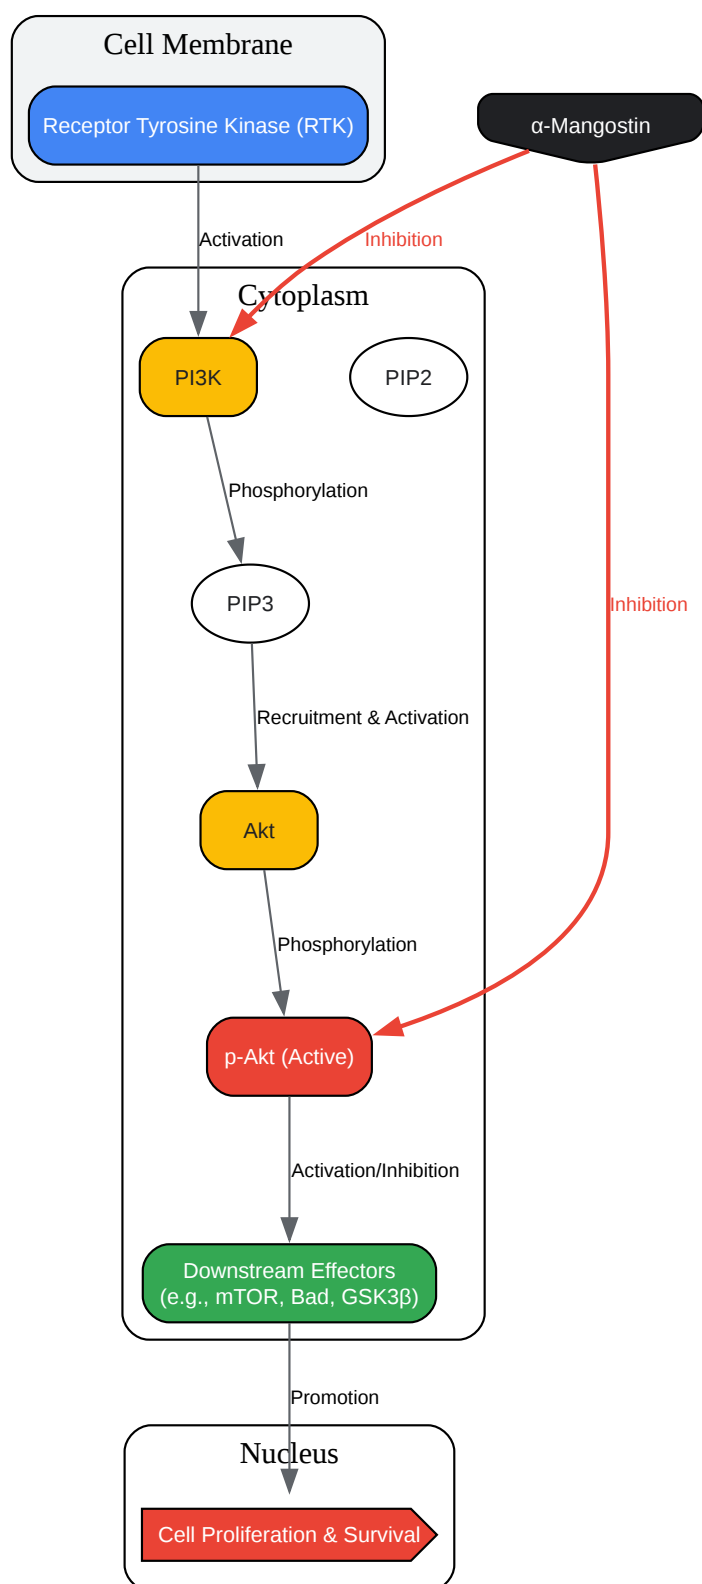 Cell Membrane
Receptor Tyrosine Kinase (RTK)
α-Mangostin
Activation
Inhibition
Cytoplasm
PI3K
PIP2
Phosphorylation
PIP3
Inhibition
Recruitment & Activation
Akt
Phosphorylation
p-Akt (Active)
Activation/Inhibition
Downstream Effectors
(e.g., mTOR, Bad, GSK3β)
Promotion
Nucleus
Cell Proliferation & Survival